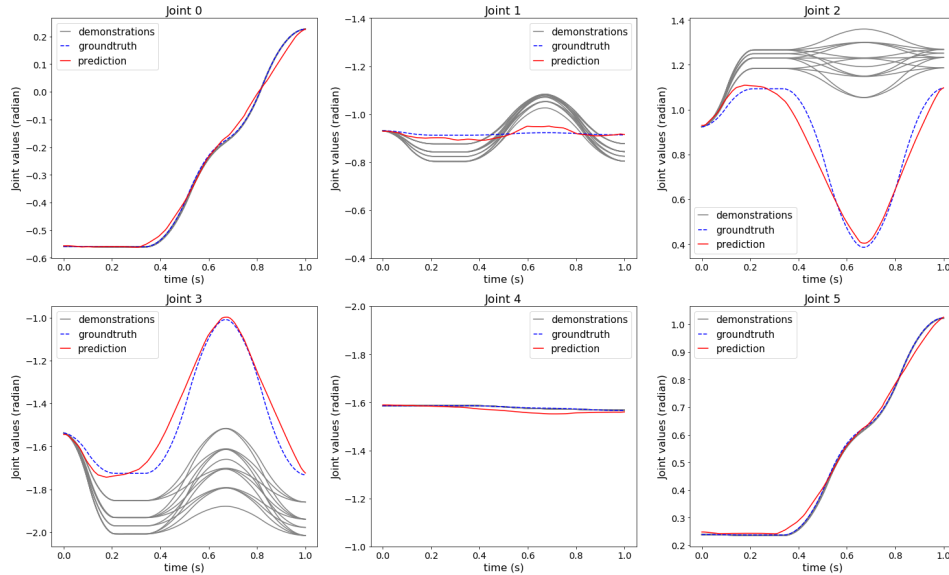 Joint 0
Joint values (radian)
0.2
0.1
0.0
−0.1
−0.2
−0.3
−0.4
−0.5
−0.6
demonstrations
groundtruth
prediction
0.0 0.2 0.4 0.6 0.8 1.0
time (s)
Joint 1
Joint values (radian)
−1.4
−1.2
−1.0
−0.8
−0.6
−0.4
demonstrations
groundtruth
prediction
0.0 0.2 0.4 0.6 0.8 1.0
time (s)
Joint 2
Joint values (radian)
1.4
1.2
1.0
0.8
0.6
0.4
demonstrations
groundtruth
prediction
0.0 0.2 0.4 0.6 0.8 1.0
time (s)
Joint 3
Joint values (radian)
−1.0
−1.2
−1.4
−1.6
−1.8
−2.0
demonstrations
groundtruth
prediction
0.0 0.2 0.4 0.6 0.8 1.0
time (s)
Joint 4
Joint values (radian)
−2.0
−1.8
−1.6
−1.4
−1.2
−1.0
demonstrations
groundtruth
prediction
0.0 0.2 0.4 0.6 0.8 1.0
time (s)
Joint 5
Joint values (radian)
1.0
0.9
0.8
0.7
0.6
0.5
0.4
0.3
0.2
demonstrations
groundtruth
prediction
0.0 0.2 0.4 0.6 0.8 1.0
time (s)